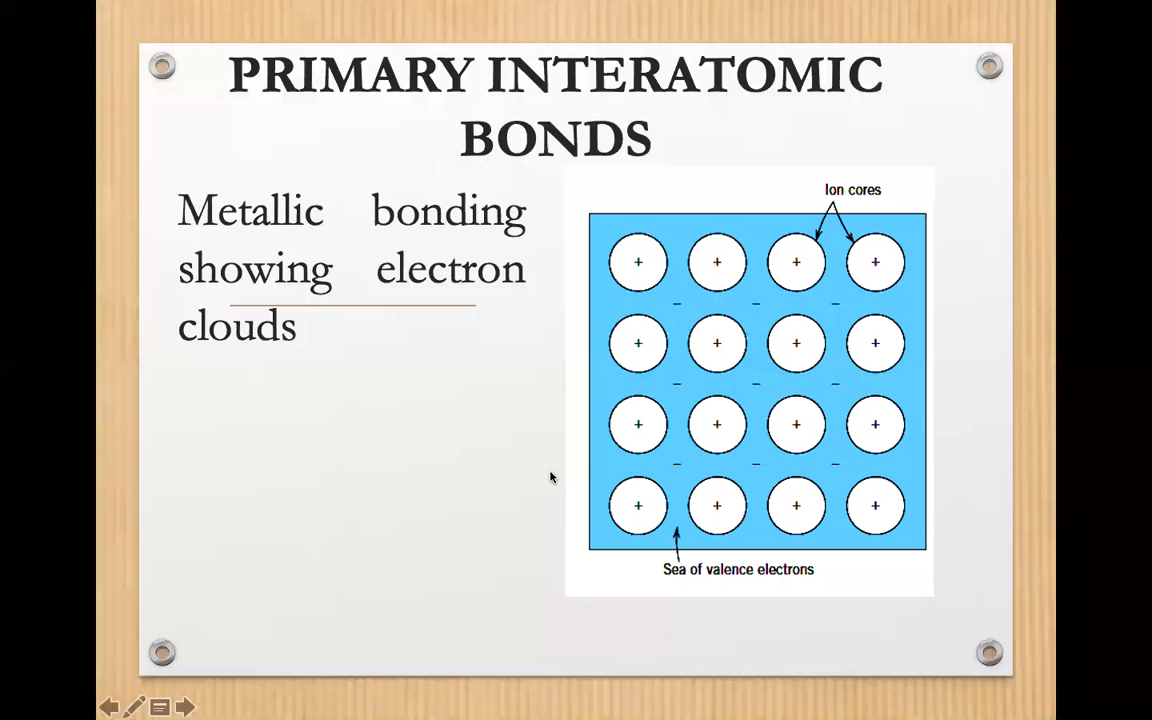 PRIMARY INTERATOMIC
BONDS
Metallic bonding
showing electron
clouds
Ion cores
+ + + +
− − −
+ + + +
− − −
+ + + +
− − −
+ + + +
Sea of valence electrons